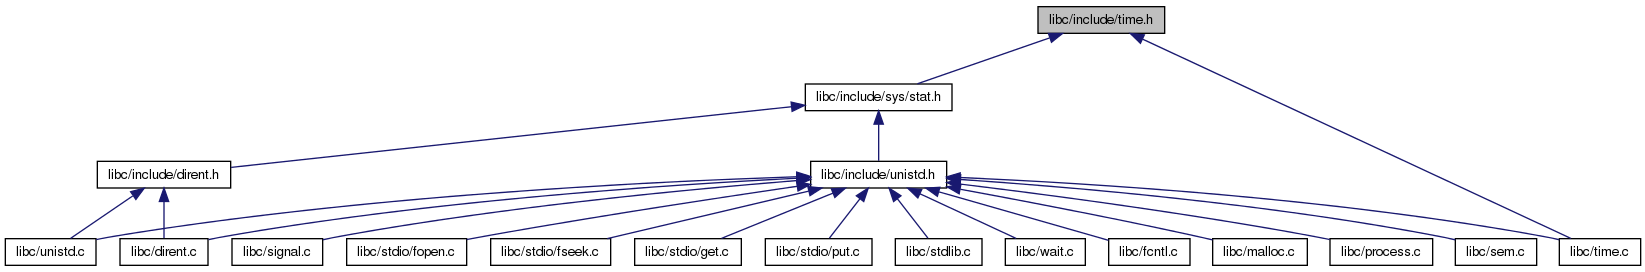 libc/include/time.h
libc/include/sys/stat.h
libc/include/dirent.h
libc/include/unistd.h
libc/unistd.c
libc/dirent.c
libc/signal.c
libc/stdio/fopen.c
libc/stdio/fseek.c
libc/stdio/get.c
libc/stdio/put.c
libc/stdlib.c
libc/wait.c
libc/fcntl.c
libc/malloc.c
libc/process.c
libc/sem.c
libc/time.c